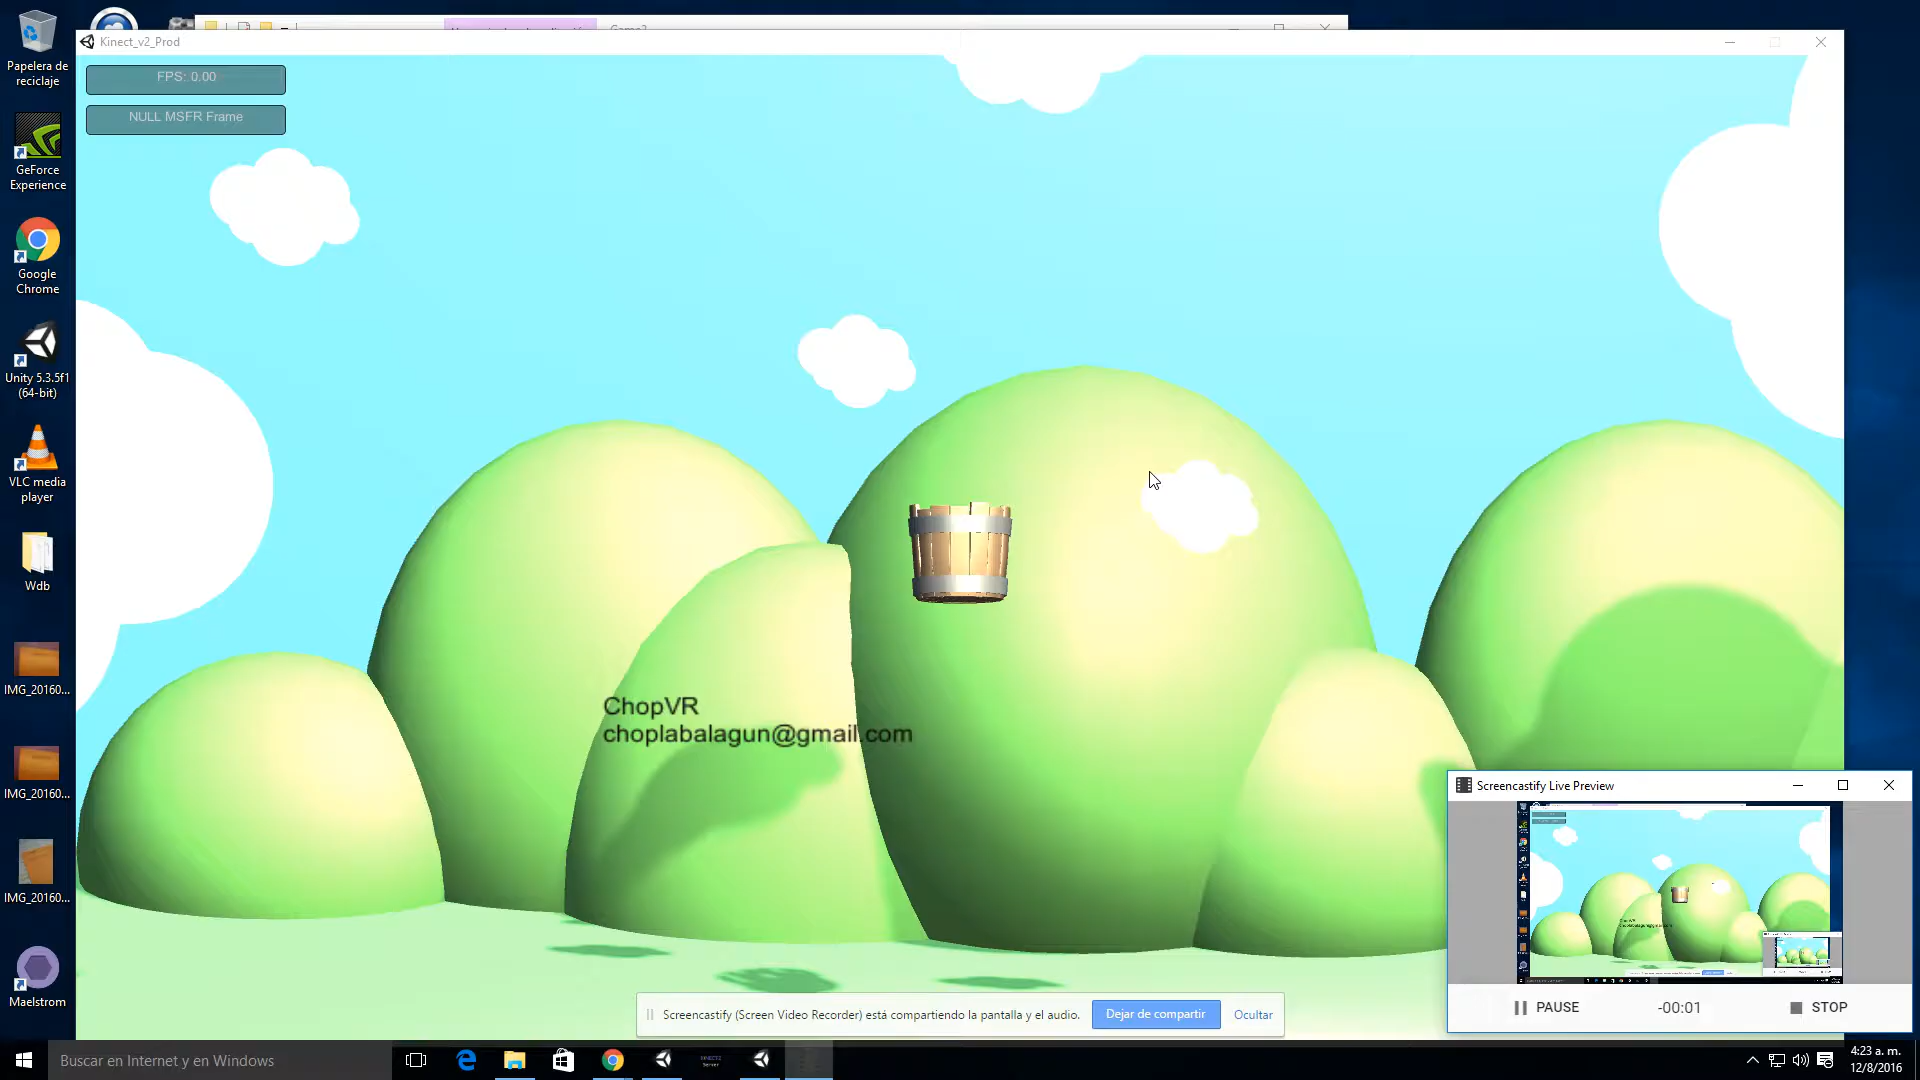 Papelera de
reciclaje
GeForce
Experience
Google
Chrome
Unity 5.3.5f1
(64-bit)
VLC media
player
Wdb
IMG_20160...
IMG_20160...
IMG_20160...
Maelstrom
Kinect_v2_Prod
FPS: 0.00
NULL MSFR Frame
ChopVR
choplabalagun@gmail.com
Screencastify Live Preview
PAUSE
-00:01
STOP
Screencastify (Screen Video Recorder) está compartiendo la pantalla y el audio.
Dejar de compartir
Ocultar
Buscar en Internet y en Windows
4:23 a. m.
12/8/2016